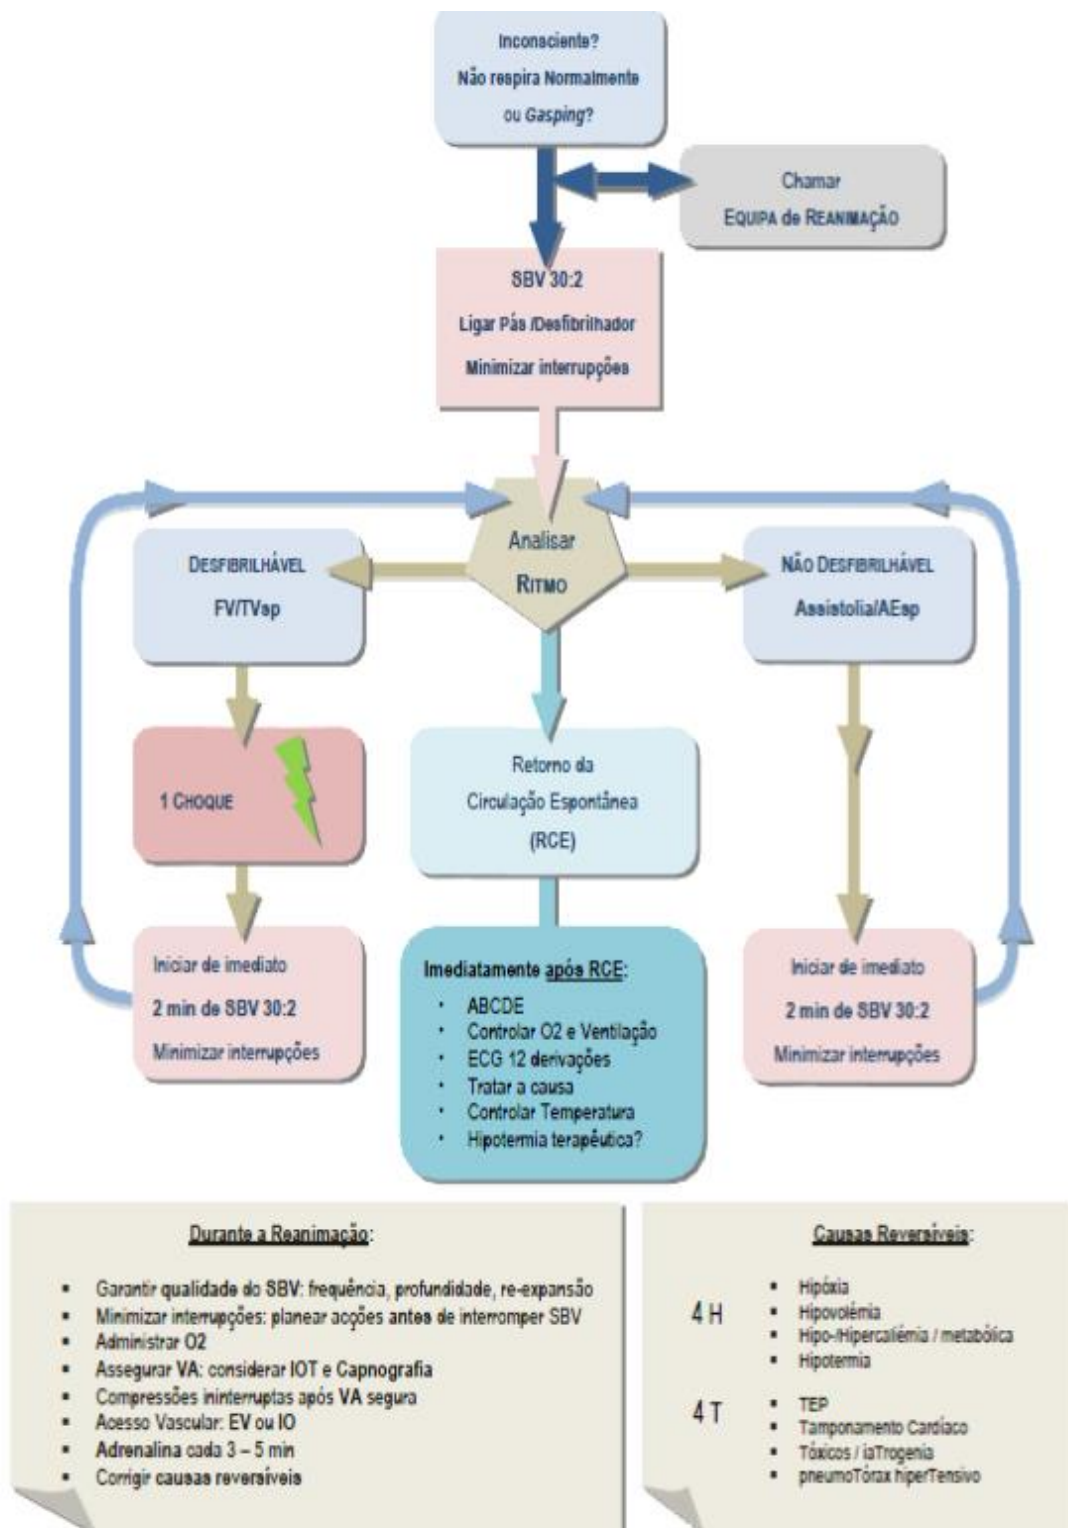 Inconsciente?
Não respira Normalmente
ou Gasping?
Chamar
EQUIPA de REANIMAÇÃO
SBV 30:2
Ligar Pás /Desfibrilhador
Minimizar interrupções
Analisar
RITMO
DESFIBRILHÁVEL
FV/TVsp
NÃO DESFIBRILHÁVEL
Assistolia/AEsp
1 CHOQUE
Retorno da
Circulação Espontânea
(RCE)
Iniciar de imediato
2 min de SBV 30:2
Minimizar interrupções
Imediatamente após RCE:
• ABCDE
• Controlar O2 e Ventilação
• ECG 12 derivações
• Tratar a causa
• Controlar Temperatura
• Hipotermia terapêutica?
Iniciar de imediato
2 min de SBV 30:2
Minimizar interrupções
Durante a Reanimação:
▪ Garantir qualidade do SBV: frequência, profundidade, re-expansão
▪ Minimizar interrupções: planear acções antes de interromper SBV
▪ Administrar O2
▪ Assegurar VA: considerar IOT e Capnografia
▪ Compressões ininterruptas após VA segura
▪ Acesso Vascular: EV ou IO
▪ Adrenalina cada 3 – 5 min
▪ Corrigir causas reversíveis
Causas Reversíveis:
4 H
▪ Hipóxia
▪ Hipovolémia
▪ Hipo-/Hipercaliémia / metabólica
▪ Hipotermia
4 T
▪ TEP
▪ Tamponamento Cardíaco
▪ Tóxicos / iaTrogenia
▪ pneumoTórax hiperTensivo